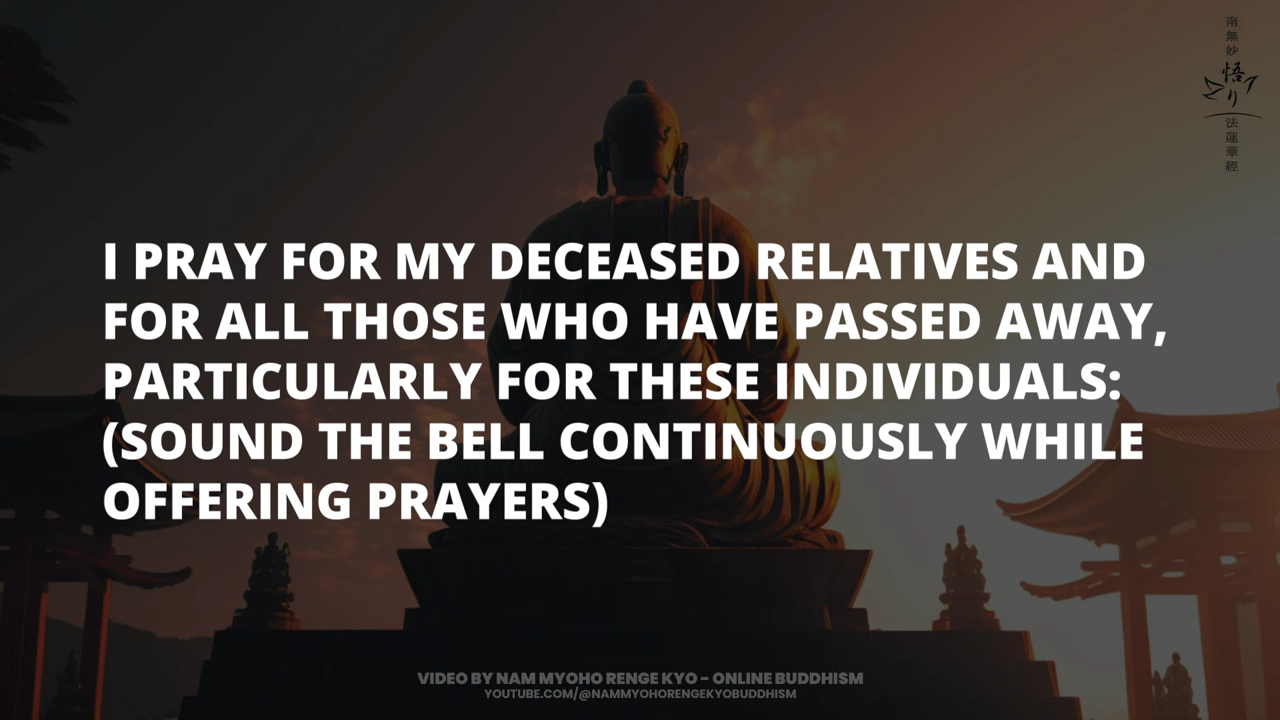 南
無
妙
悟
り
法
蓮
華
經
I PRAY FOR MY DECEASED RELATIVES AND
FOR ALL THOSE WHO HAVE PASSED AWAY,
PARTICULARLY FOR THESE INDIVIDUALS:
(SOUND THE BELL CONTINUOUSLY WHILE
OFFERING PRAYERS)
VIDEO BY NAM MYOHO RENGE KYO - ONLINE BUDDHISM
YOUTUBE.COM/@NAMMYOHORENGEKYOBUDDHISM